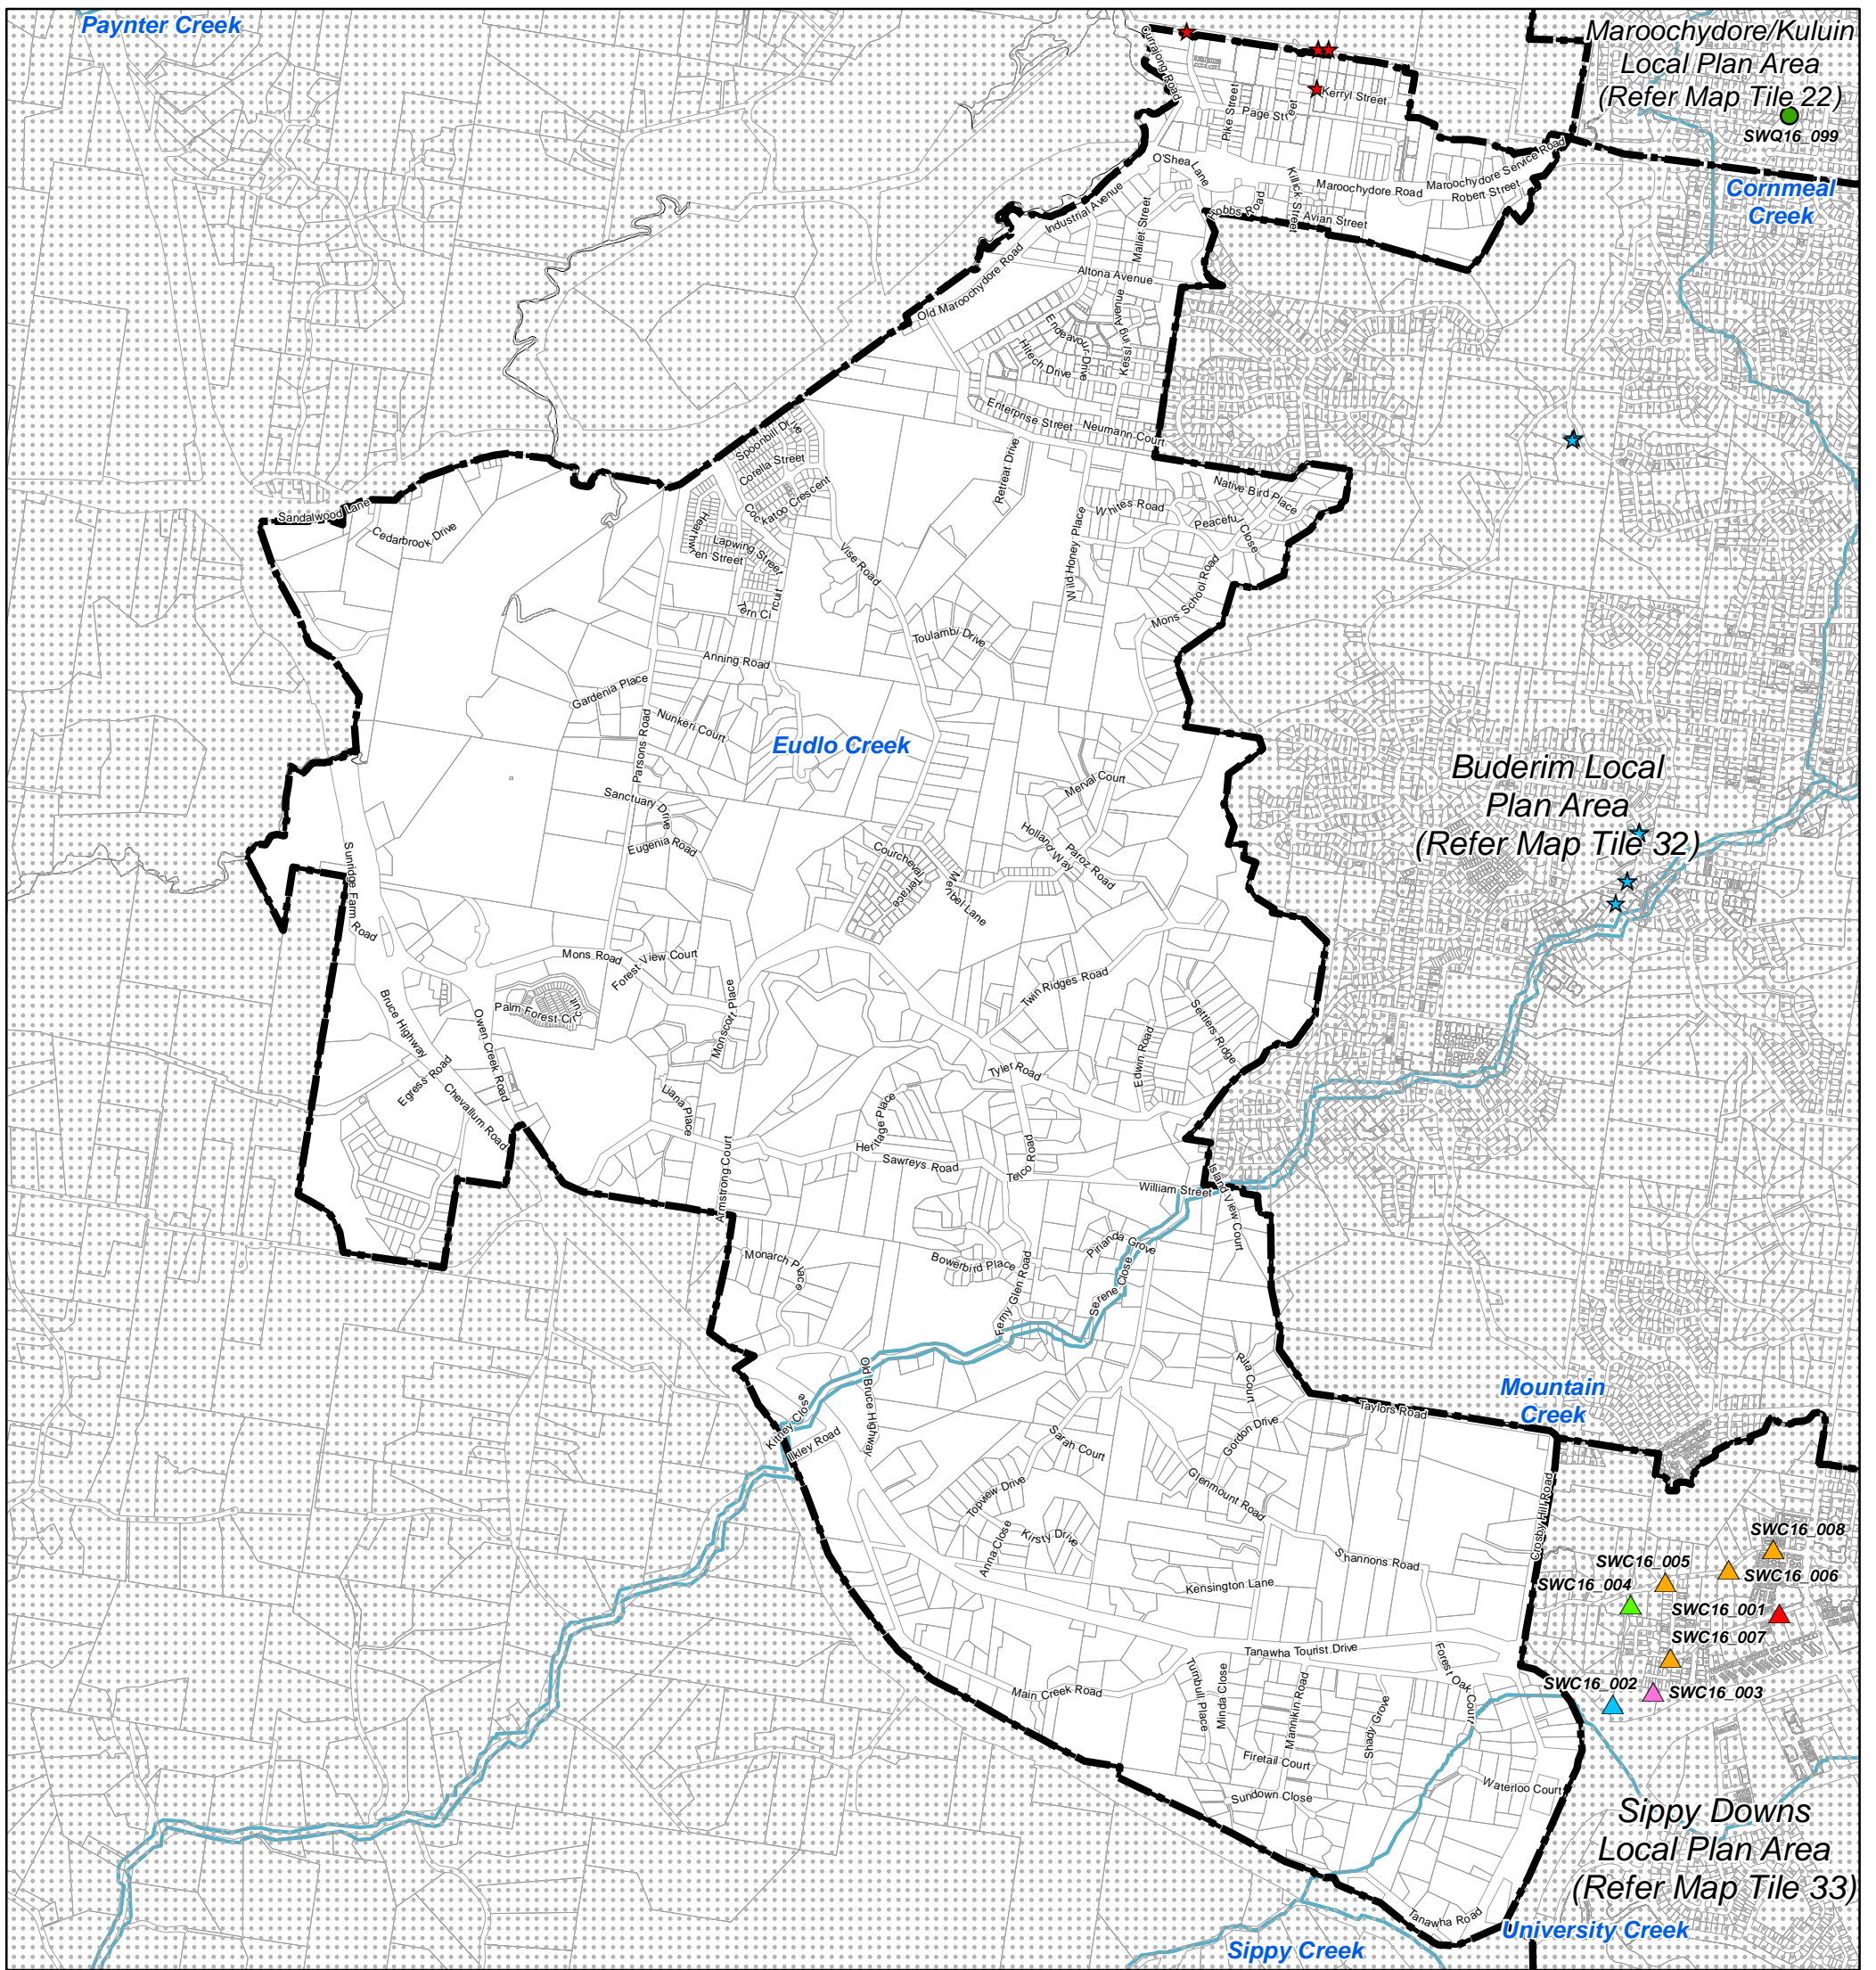 Paynter Creek
Maroochydore/Kuluin
Local Plan Area
(Refer Map Tile 22)
SWQ16_099
Cornmeal
Creek
Currajong Road
Kerryl Street
Page Street
Pike Street
O'Shea Lane
Killick Street
Maroochydore Road
Maroochydore Service Road
Robert Street
Avian Street
Industrial Avenue
Mallet Street
Old Maroochydore Road
Altona Avenue
Endeavour Drive
Kessling Avenue
Hitech Drive
Enterprise Street
Neumann Court
Spoonbill Drive
Corella Street
Cockatoo Crescent
Retreat Drive
Native Bird Place
Whites Road
Peaceful Close
Sandalwood Lane
Cedarbrook Drive
Heathwren Street
Lapwing Street
Vise Road
Wild Honey Place
Tern Circuit
Mons School Road
Toulambi Drive
Anning Road
Gardenia Place
Nunkeri Court
Parsons Road
Eudlo Creek
Buderim Local
Plan Area
(Refer Map Tile 32)
Merval Court
Sanctuary Drive
Eugenia Road
Holland Way
Paroz Road
Courchevel Terrace
Meribel Lane
Sunridge Farm Road
Mons Road
Forest View Court
Twin Ridges Road
Palm Forest Circuit
Monscort Place
Settlers Ridge
Bruce Highway
Owen Creek Road
Egress Road
Chevallum Road
Tyler Road
Edwin Road
Liana Place
Heritage Place
Armstrong Court
Sawreys Road
Tetco Road
William Street
Island View Court
Monarch Place
Bowerbird Place
Ferny Glen Road
Pirianda Grove
Serene Close
Old Bruce Highway
Rita Court
Mountain
Creek
Taylors Road
Kitney Close
Ilkley Road
Sarah Court
Gordon Drive
Topview Drive
Glenmount Road
Crosby Hill Road
Anna Close
Kirsty Drive
Shannons Road
Kensington Lane
SWC16_008
SWC16_005
SWC16_006
SWC16_004
SWC16_001
SWC16_007
SWC16_002
SWC16_003
Tanawha Tourist Drive
Main Creek Road
Turnbull Place
Minda Close
Mannikin Road
Forest Oak Court
Shady Grove
Firetail Court
Sundown Close
Waterloo Court
Sippy Downs
Local Plan Area
(Refer Map Tile 33)
Tanawha Road
University Creek
Sippy Creek